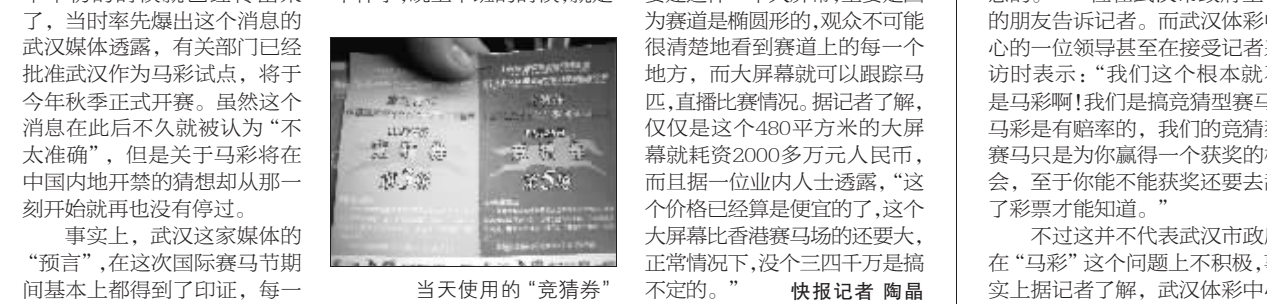 了，当时率先爆出这个消息的
武汉媒体透露，有关部门已经
批准武汉作为马彩试点，将于
今年秋季正式开赛。虽然这个
消息在此后不久就被认为“不
太准确”，但是关于马彩将在
中国内地开禁的猜想却从那一
刻开始就再也没有停过。
事实上，武汉这家媒体的
“预言”，在这次国际赛马节期
间基本上都得到了印证，每一
当天使用的“竞猜券”
为赛道是椭圆形的，观众不可能
很清楚地看到赛道上的每一个
地方，而大屏幕就可以跟踪马
匹，直播比赛情况。据记者了解，
仅仅是这个480平方米的大屏
幕就耗资2000多万元人民币，
而且据一位业内人士透露，“这
个价格已经算是便宜的了，这个
大屏幕比香港赛马场的还要大，
正常情况下，没个三四千万是搞
不定的。” 快报记者 陶晶
的朋友告诉记者。而武汉体彩中
心的一位领导甚至在接受记者采
访时表示：“我们这个根本就不
是马彩啊！我们是搞竞猜型赛马
马彩是有赔率的，我们的竞猜型
赛马只是为你赢得一个获奖的机
会，至于你能不能获奖还要去刮
了彩票才能知道。”
不过这并不代表武汉市政府
在“马彩”这个问题上不积极，事
实上据记者了解，武汉体彩中心